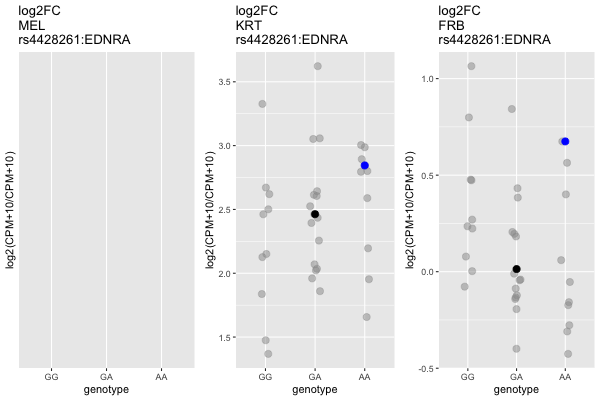 log2FC
MEL
rs4428261:EDNRA
log2(CPM+10/CPM+10)
GG GA AA
genotype
log2FC
KRT
rs4428261:EDNRA
log2(CPM+10/CPM+10)
3.5
3.0
2.5
2.0
1.5
GG GA AA
genotype
log2FC
FRB
rs4428261:EDNRA
log2(CPM+10/CPM+10)
1.0
0.5
0.0
-0.5
GG GA AA
genotype